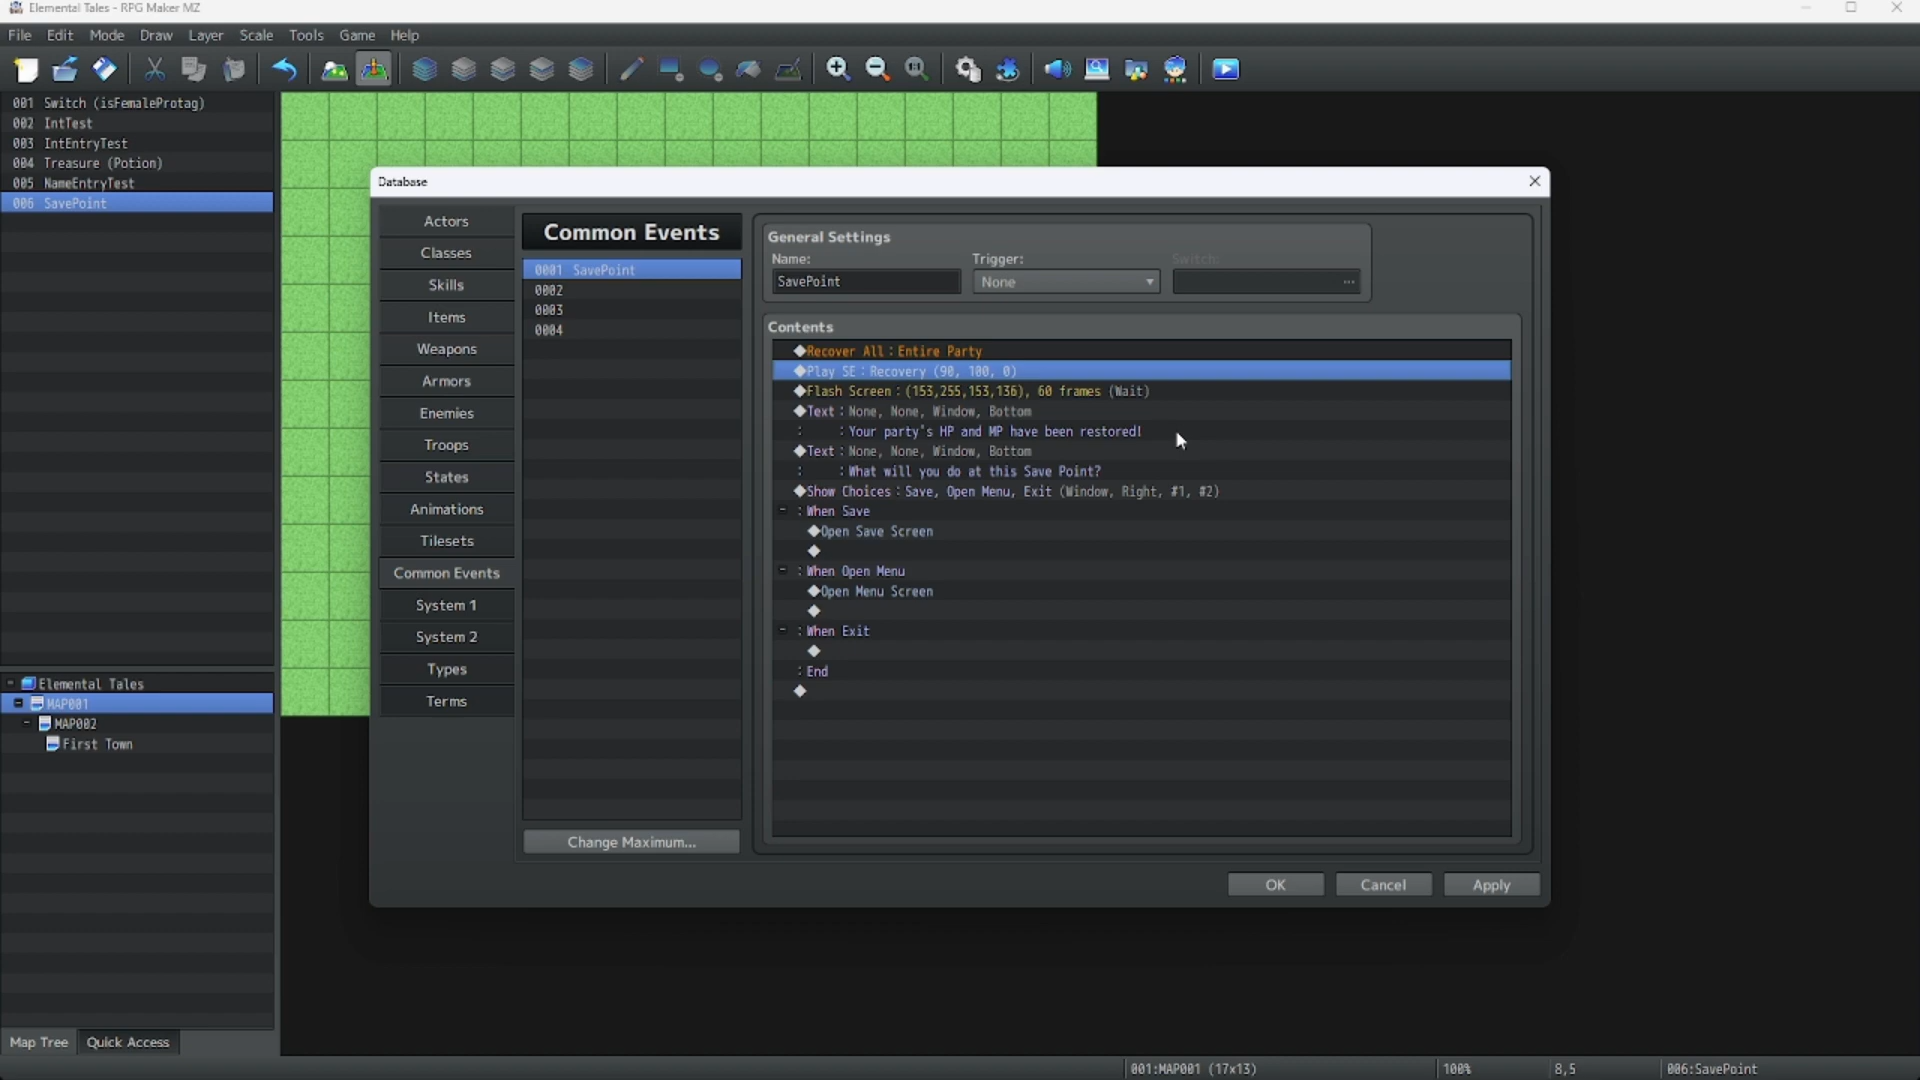 Elemental Tales - RPG Maker MZ
File Edit Mode Draw Layer Scale Tools Game Help
001 Switch (isFemaleProtag)
002 IntTest
003 IntEntryTest
004 Treasure (Potion)
005 NameEntryTest
006 SavePoint
Elemental Tales
MAP001
MAP002
First Town
Map Tree Quick Access
Database
Actors
Classes
Skills
Items
Weapons
Armors
Enemies
Troops
States
Animations
Tilesets
Common Events
System 1
System 2
Types
Terms
Common Events
0001 SavePoint
0002
0003
0004
Change Maximum...
General Settings
Name: Trigger: Switch:
SavePoint None ...
Contents
◆Recover All : Entire Party
◆Play SE : Recovery (90, 100, 0)
◆Flash Screen : (153,255,153,136), 60 frames (Wait)
◆Text : None, None, Window, Bottom
: : Your party's HP and MP have been restored!
◆Text : None, None, Window, Bottom
: : What will you do at this Save Point?
◆Show Choices : Save, Open Menu, Exit (Window, Right, #1, #2)
- : When Save
◆Open Save Screen
◆
- : When Open Menu
◆Open Menu Screen
◆
- : When Exit
◆
: End
◆
OK Cancel Apply
001:MAP001 (17x13) 100% 8,5 006:SavePoint